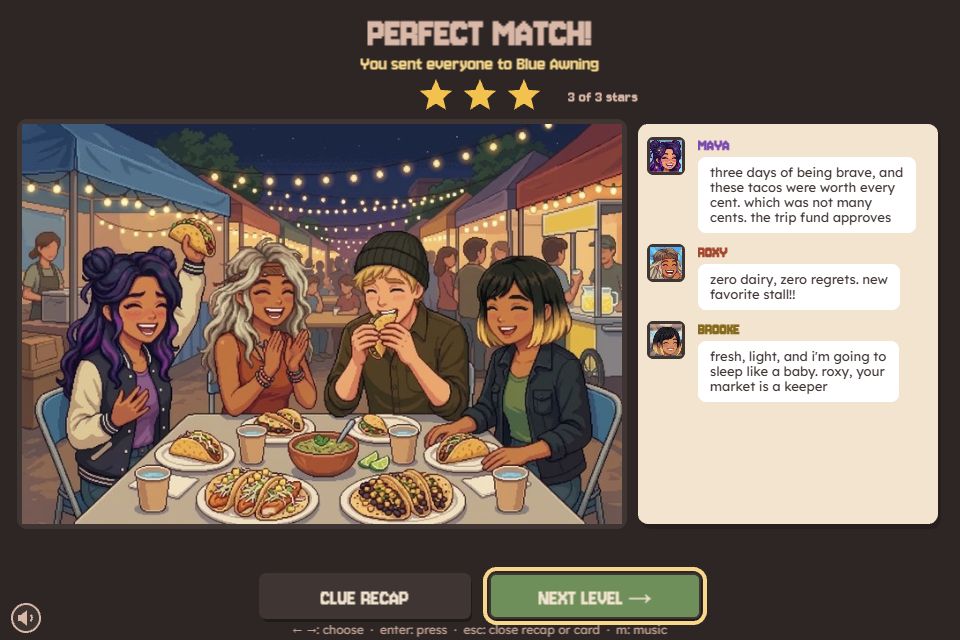 PERFECT MATCH!
You sent everyone to Blue Awning
3 of 3 stars
MAYA
three days of being brave, and
these tacos were worth every
cent. which was not many
cents. the trip fund approves
ROXY
zero dairy, zero regrets. new
favorite stall!!
BROOKE
fresh, light, and i'm going to
sleep like a baby. roxy, your
market is a keeper
CLUE RECAP
NEXT LEVEL →
← →: choose · enter: press · esc: close recap or card · m: music